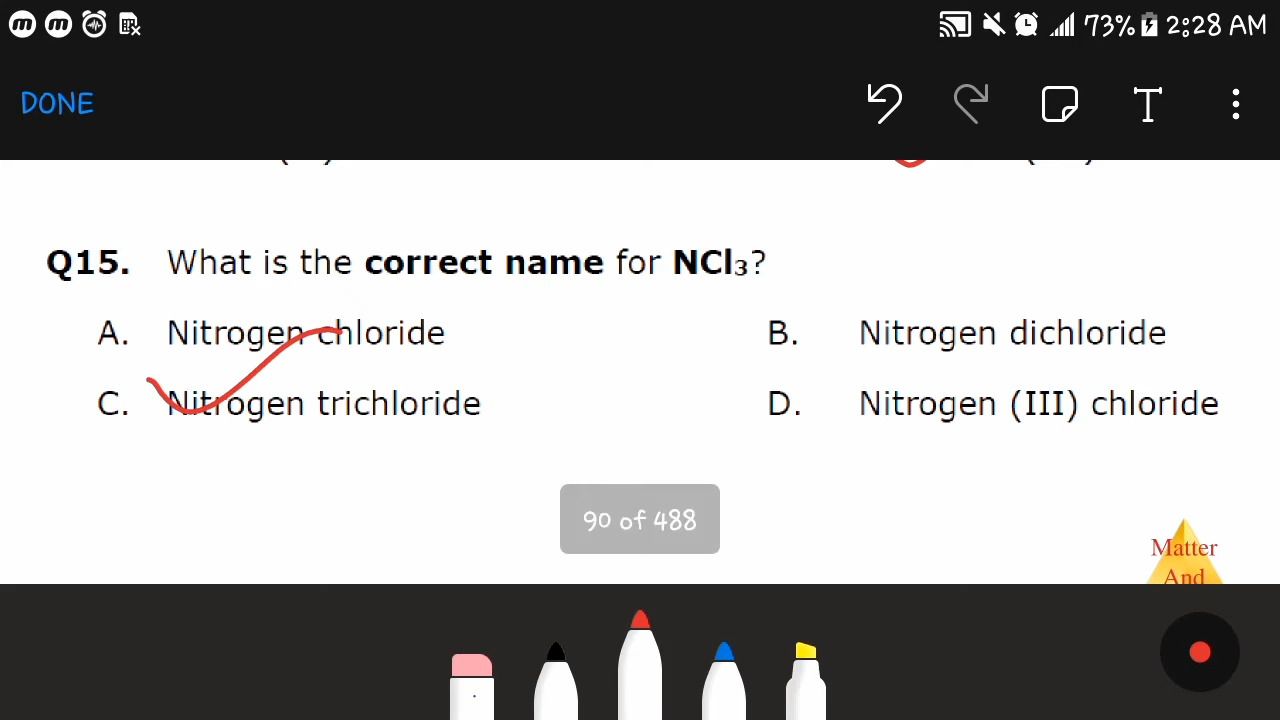 73% 2:28 AM
DONE
T
Q15. What is the correct name for NCl₃?
A. Nitrogen chloride B. Nitrogen dichloride
C. Nitrogen trichloride D. Nitrogen (III) chloride
90 of 488
Matter
And